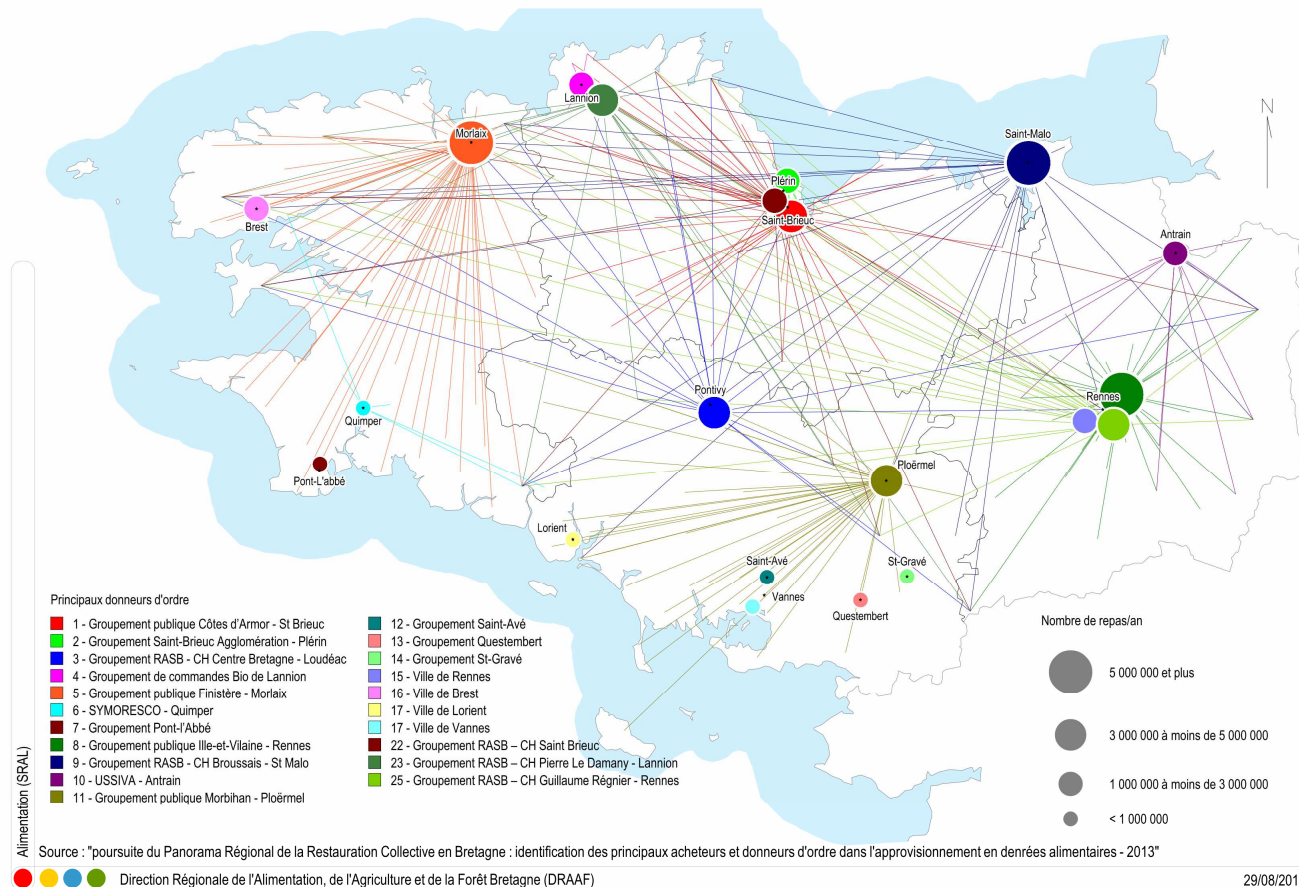 N
Lannion
Morlaix
Saint-Malo
Plérin
Saint-Brieuc
Brest
Antrain
Pontivy
Rennes
Quimper
Pont-L'abbé
Ploërmel
Lorient
Saint-Avé
St-Gravé
Vannes
Questembert
Principaux donneurs d'ordre
1 - Groupement publique Côtes d'Armor - St Brieuc
2 - Groupement Saint-Brieuc Agglomération - Plérin
3 - Groupement RASB - CH Centre Bretagne - Loudéac
4 - Groupement de commandes Bio de Lannion
5 - Groupement publique Finistère - Morlaix
6 - SYMORESCO - Quimper
7 - Groupement Pont-l'Abbé
8 - Groupement publique Ille-et-Vilaine - Rennes
9 - Groupement RASB - CH Broussais - St Malo
10 - USSIVA - Antrain
11 - Groupement publique Morbihan - Ploërmel
12 - Groupement Saint-Avé
13 - Groupement Questembert
14 - Groupement St-Gravé
15 - Ville de Rennes
16 - Ville de Brest
17 - Ville de Lorient
17 - Ville de Vannes
22 - Groupement RASB – CH Saint Brieuc
23 - Groupement RASB – CH Pierre Le Damany - Lannion
25 - Groupement RASB – CH Guillaume Régnier - Rennes
Nombre de repas/an
5 000 000 et plus
3 000 000 à moins de 5 000 000
1 000 000 à moins de 3 000 000
< 1 000 000
Alimentation (SRAL)
Source : "poursuite du Panorama Régional de la Restauration Collective en Bretagne : identification des principaux acheteurs et donneurs d'ordre dans l'approvisionnement en denrées alimentaires - 2013"
Direction Régionale de l'Alimentation, de l'Agriculture et de la Forêt Bretagne (DRAAF)
29/08/201